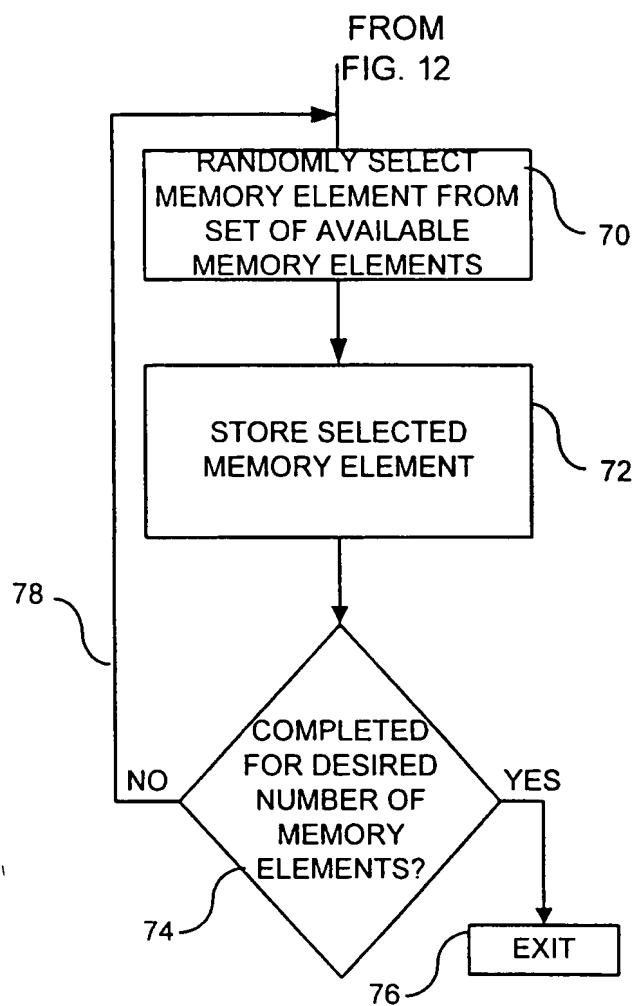 FROM
FIG. 12
RANDOMLY SELECT
MEMORY ELEMENT FROM
SET OF AVAILABLE
MEMORY ELEMENTS
70
STORE SELECTED
MEMORY ELEMENT
72
78
COMPLETED
FOR DESIRED
NUMBER OF
MEMORY
ELEMENTS?
NO
YES
74
EXIT
76